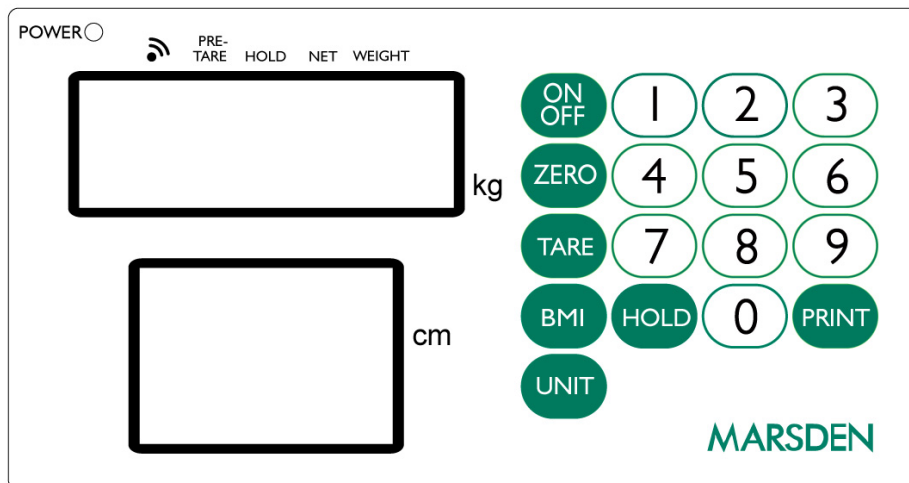 POWER
PRE-
TARE HOLD NET WEIGHT
kg
cm
ON
OFF 1 2 3
ZERO 4 5 6
TARE 7 8 9
BMI HOLD 0 PRINT
UNIT
MARSDEN